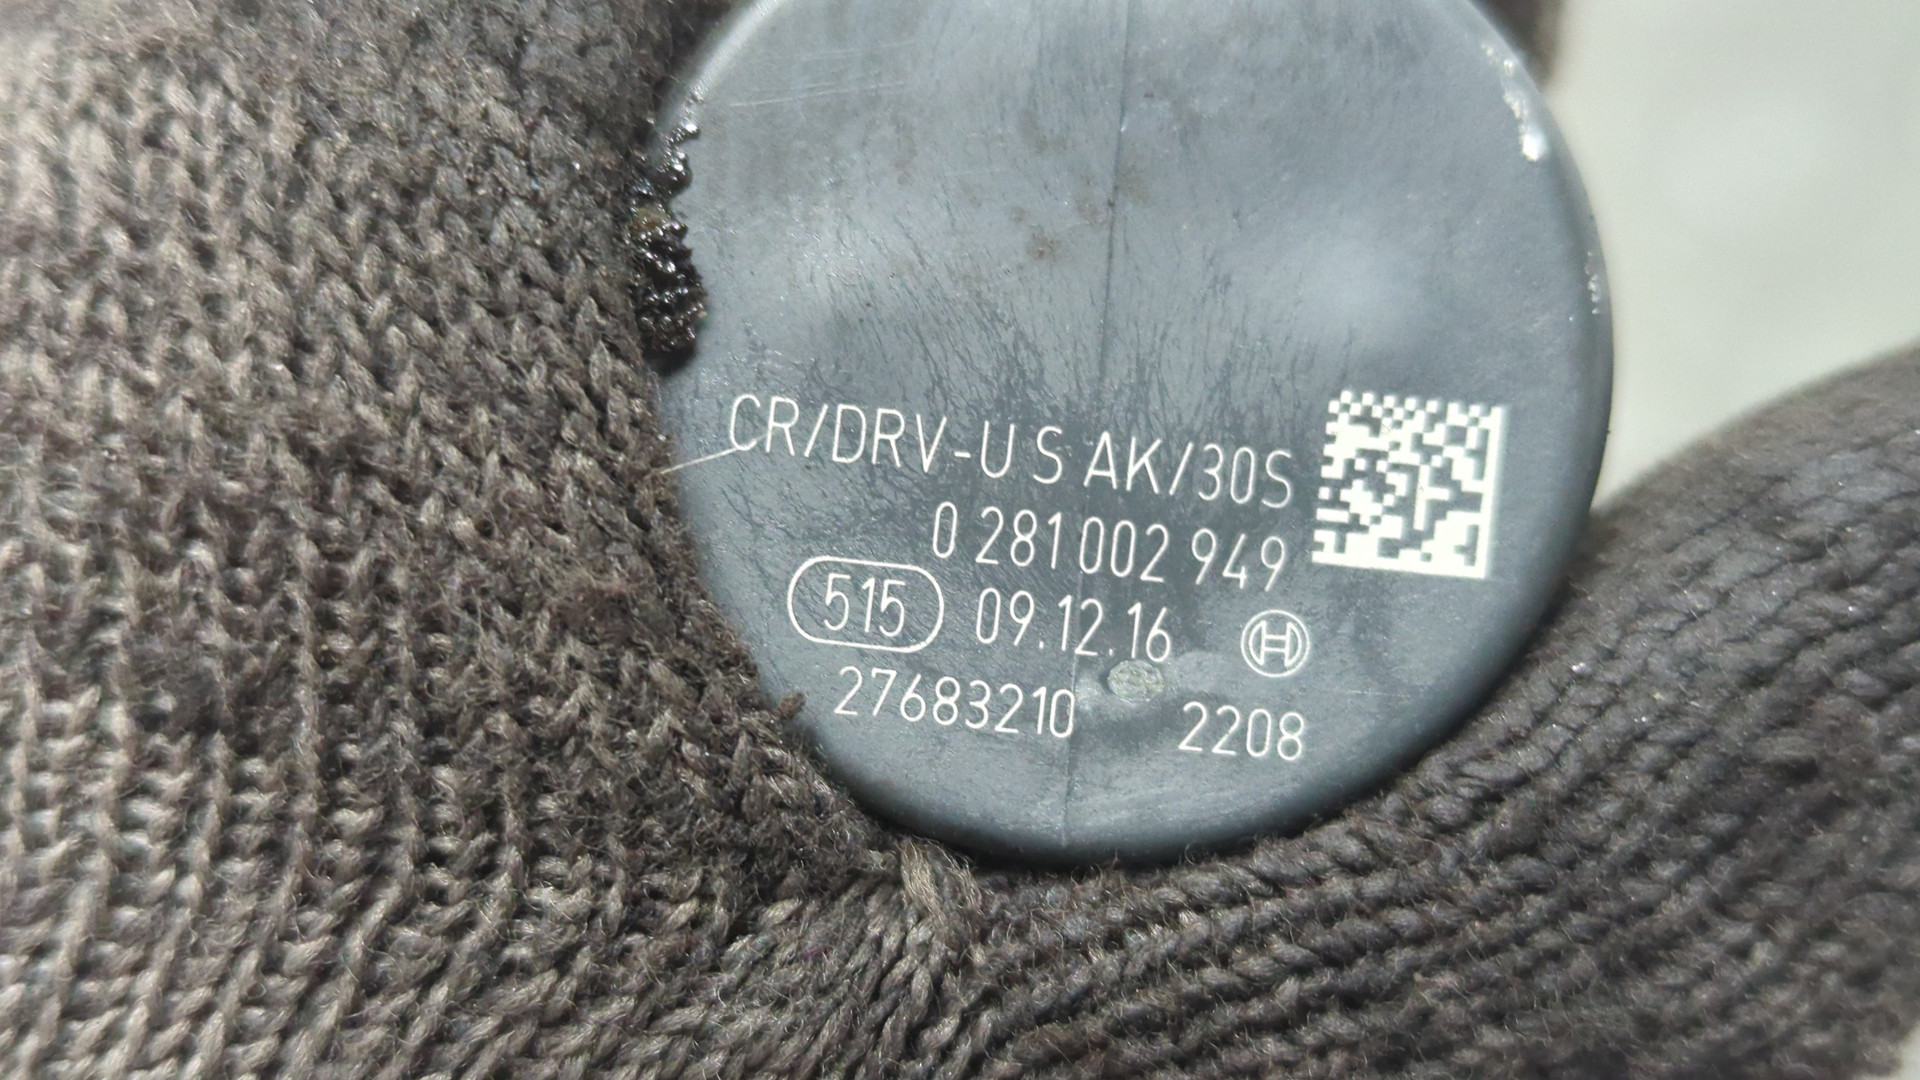 CR/DRV-U S AK/30S
0 281 002 949
515 09.12.16
27683210 2208